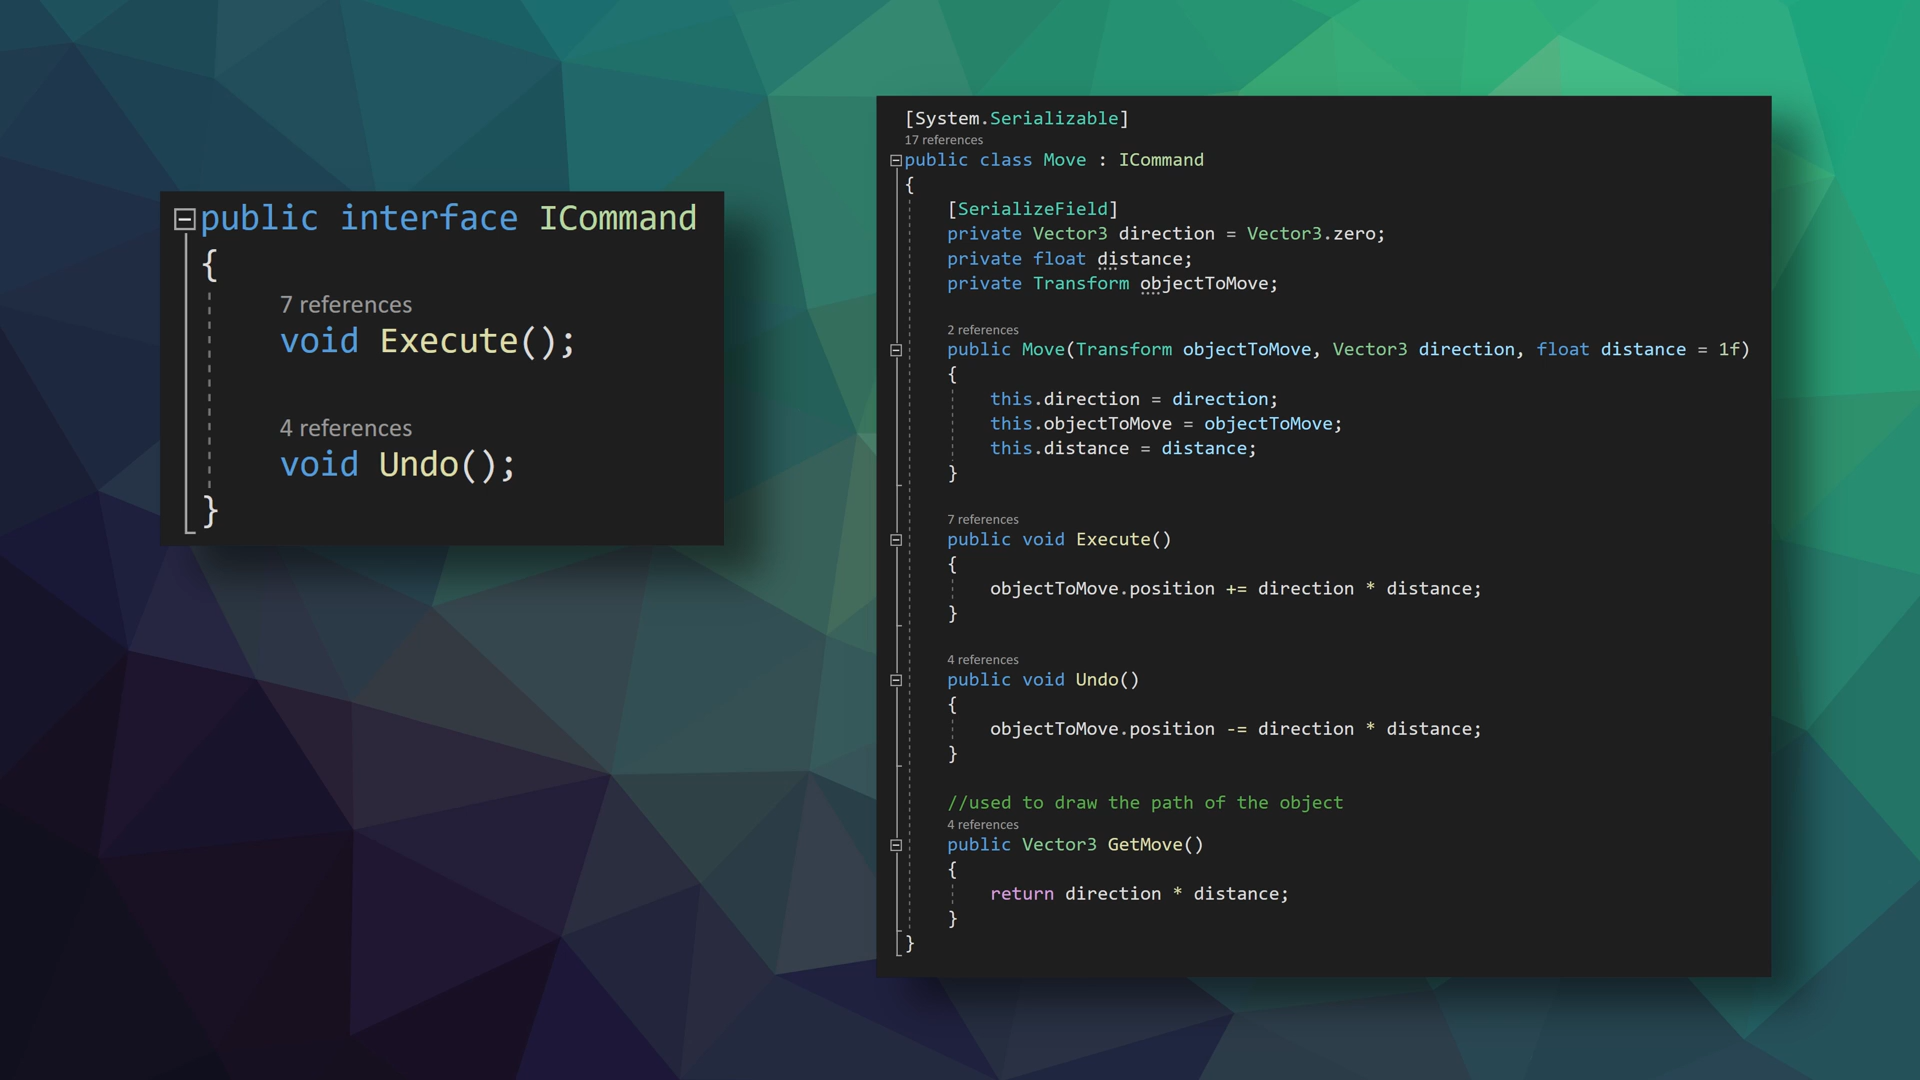 public interface ICommand
{
7 references
void Execute();
4 references
void Undo();
}
[System.Serializable]
17 references
public class Move : ICommand
{
[SerializeField]
private Vector3 direction = Vector3.zero;
private float distance;
private Transform objectToMove;
2 references
public Move(Transform objectToMove, Vector3 direction, float distance = 1f)
{
this.direction = direction;
this.objectToMove = objectToMove;
this.distance = distance;
}
7 references
public void Execute()
{
objectToMove.position += direction * distance;
}
4 references
public void Undo()
{
objectToMove.position -= direction * distance;
}
//used to draw the path of the object
4 references
public Vector3 GetMove()
{
return direction * distance;
}
}